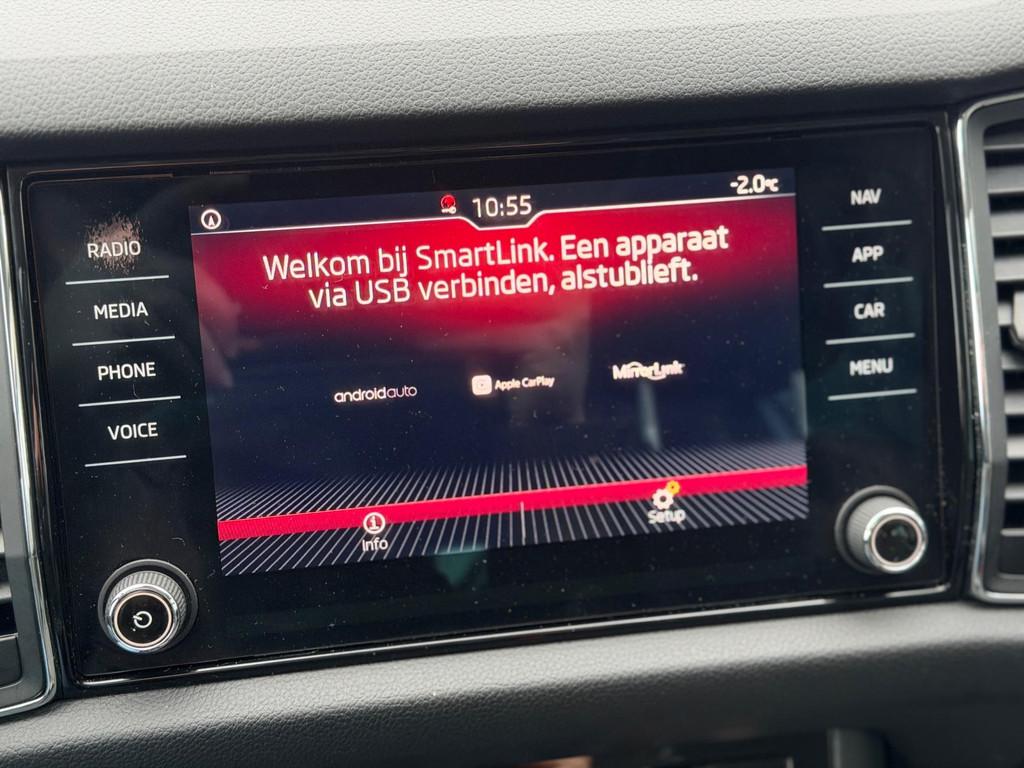 10:55
-2.0°C
Welkom bij SmartLink. Een apparaat
via USB verbinden, alstublieft.
androidauto
Apple CarPlay
MirrorLink
Info
Setup
RADIO
MEDIA
PHONE
VOICE
NAV
APP
CAR
MENU